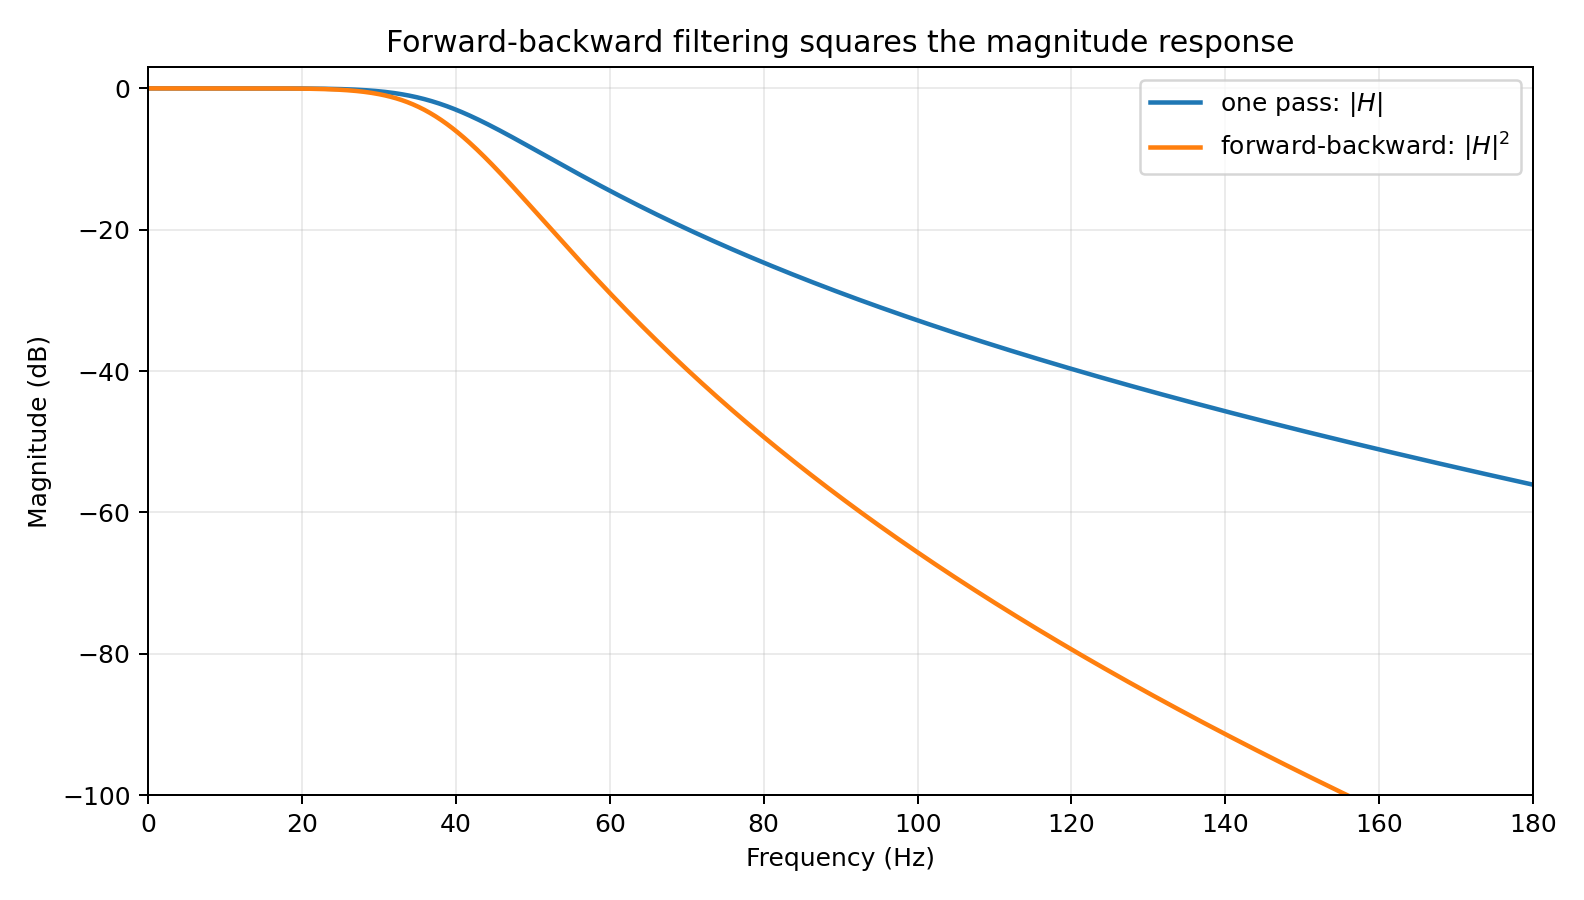 Forward-backward filtering squares the magnitude response
one pass: |H|
forward-backward: |H|²
Magnitude (dB)
0
−20
−40
−60
−80
−100
0 20 40 60 80 100 120 140 160 180
Frequency (Hz)